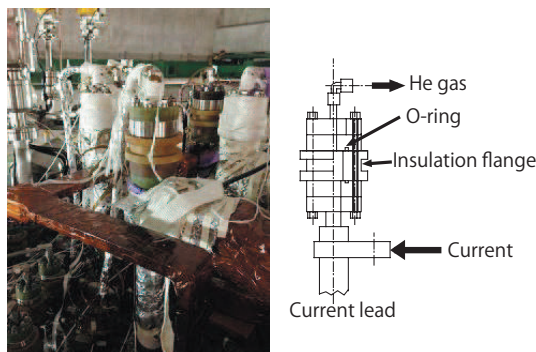 He gas
O-ring
Insulation flange
Current
Current lead